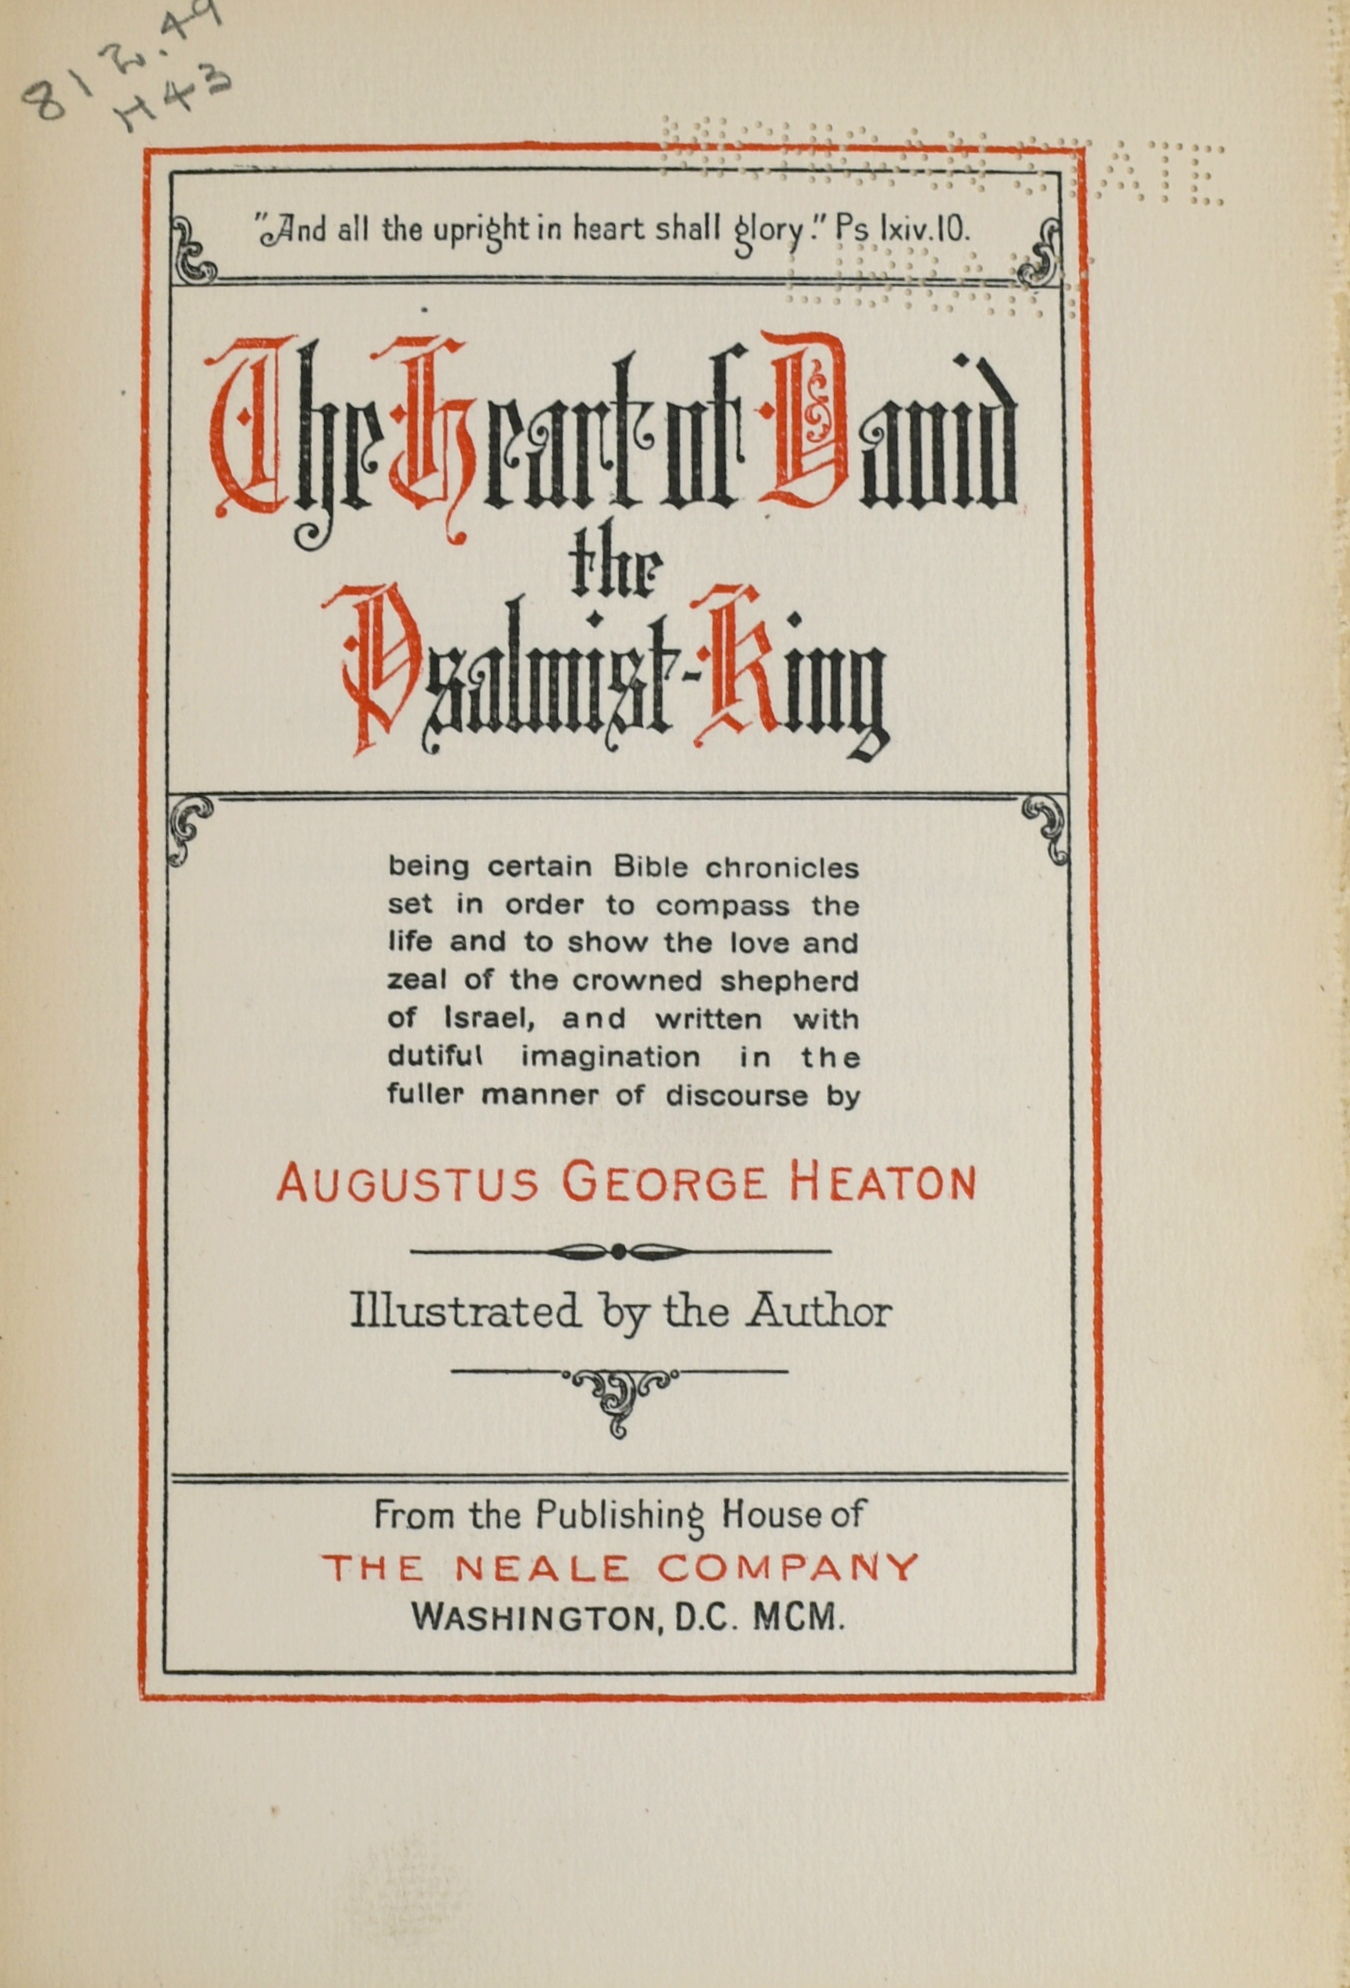 812.49
H43
MICHIGAN STATE
LIBRARY
"And all the upright in heart shall glory." Ps lxiv.10.
The Heart of David
the
Psalmist-King
being certain Bible chronicles
set in order to compass the
life and to show the love and
zeal of the crowned shepherd
of Israel, and written with
dutiful imagination in the
fuller manner of discourse by
AUGUSTUS GEORGE HEATON
Illustrated by the Author
From the Publishing House of
THE NEALE COMPANY
WASHINGTON, D.C. MCM.